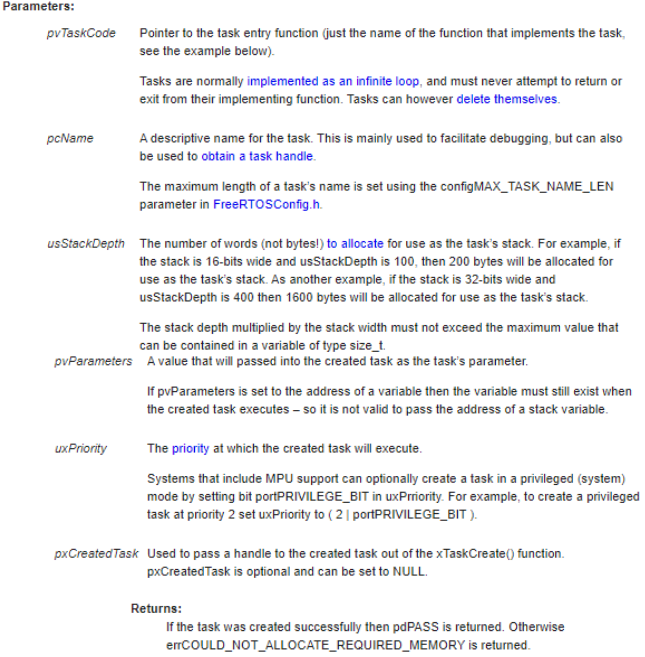 Parameters:
pvTaskCode Pointer to the task entry function (just the name of the function that implements the task,
see the example below).
Tasks are normally implemented as an infinite loop, and must never attempt to return or
exit from their implementing function. Tasks can however delete themselves.
pcName A descriptive name for the task. This is mainly used to facilitate debugging, but can also
be used to obtain a task handle.
The maximum length of a task's name is set using the configMAX_TASK_NAME_LEN
parameter in FreeRTOSConfig.h.
usStackDepth The number of words (not bytes!) to allocate for use as the task's stack. For example, if
the stack is 16-bits wide and usStackDepth is 100, then 200 bytes will be allocated for
use as the task's stack. As another example, if the stack is 32-bits wide and
usStackDepth is 400 then 1600 bytes will be allocated for use as the task's stack.
The stack depth multiplied by the stack width must not exceed the maximum value that
can be contained in a variable of type size_t.
pvParameters A value that will passed into the created task as the task's parameter.
If pvParameters is set to the address of a variable then the variable must still exist when
the created task executes – so it is not valid to pass the address of a stack variable.
uxPriority The priority at which the created task will execute.
Systems that include MPU support can optionally create a task in a privileged (system)
mode by setting bit portPRIVILEGE_BIT in uxPrriority. For example, to create a privileged
task at priority 2 set uxPriority to ( 2 | portPRIVILEGE_BIT ).
pxCreatedTask Used to pass a handle to the created task out of the xTaskCreate() function.
pxCreatedTask is optional and can be set to NULL.
Returns:
If the task was created successfully then pdPASS is returned. Otherwise
errCOULD_NOT_ALLOCATE_REQUIRED_MEMORY is returned.